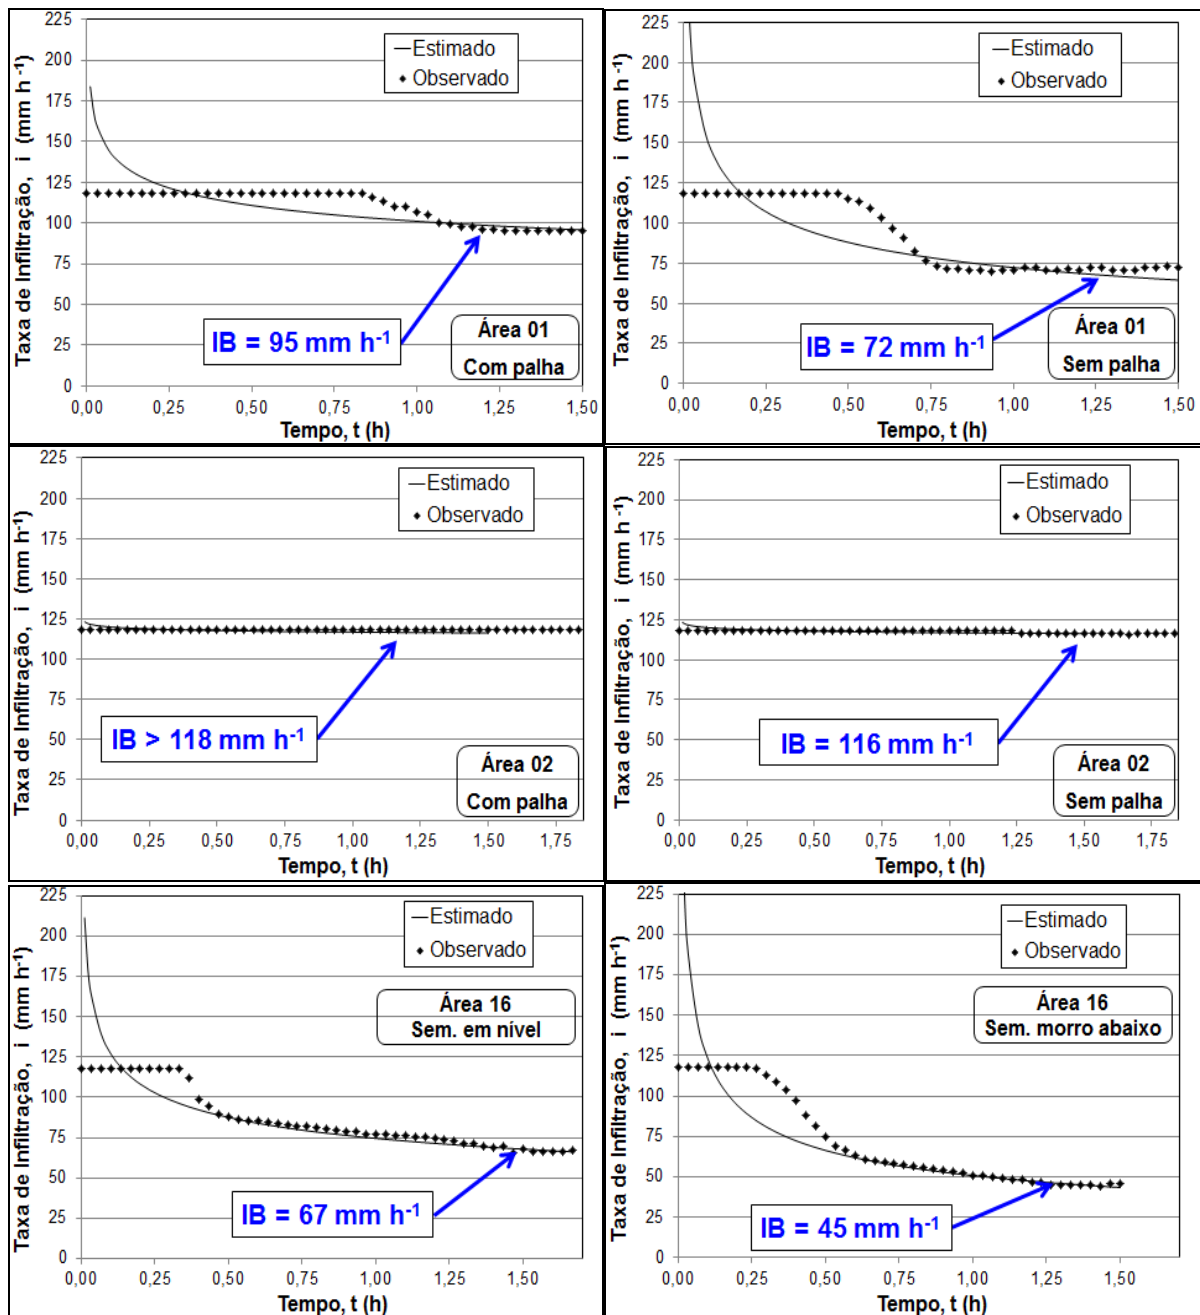 Taxa de Infiltração, i (mm h-1)
225
200
175
150
125
100
75
50
25
0
Estimado
Observado
IB = 95 mm h-1
Área 01
Com palha
0,00 0,25 0,50 0,75 1,00 1,25 1,50
Tempo, t (h)
Taxa de Infiltração, i (mm h-1)
225
200
175
150
125
100
75
50
25
0
Estimado
Observado
IB = 72 mm h-1
Área 01
Sem palha
0,00 0,25 0,50 0,75 1,00 1,25 1,50
Tempo, t (h)
Taxa de Infiltração, i (mm h-1)
225
200
175
150
125
100
75
50
25
0
Estimado
Observado
IB > 118 mm h-1
Área 02
Com palha
0,00 0,25 0,50 0,75 1,00 1,25 1,50 1,75
Tempo, t (h)
Taxa de Infiltração, i (mm h-1)
225
200
175
150
125
100
75
50
25
0
Estimado
Observado
IB = 116 mm h-1
Área 02
Sem palha
0,00 0,25 0,50 0,75 1,00 1,25 1,50 1,75
Tempo, t (h)
Taxa de Infiltração, i (mm h-1)
225
200
175
150
125
100
75
50
25
0
Estimado
Observado
Área 16
Sem. em nível
IB = 67 mm h-1
0,00 0,25 0,50 0,75 1,00 1,25 1,50
Tempo, t (h)
Taxa de Infiltração, i (mm h-1)
225
200
175
150
125
100
75
50
25
0
Estimado
Observado
Área 16
Sem. morro abaixo
IB = 45 mm h-1
0,00 0,25 0,50 0,75 1,00 1,25 1,50
Tempo, t (h)